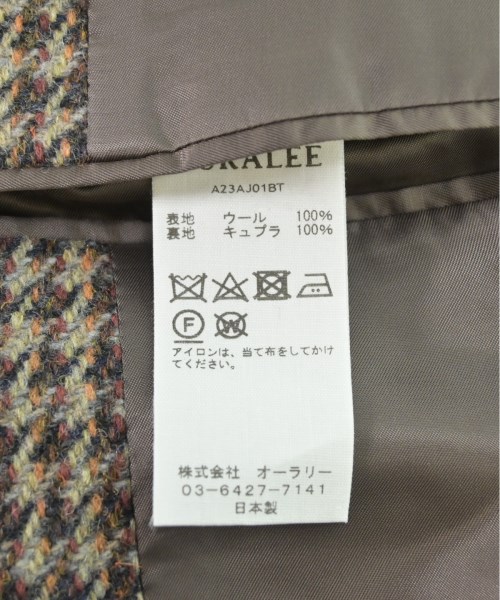 A23AJ01BT
表地 ウール 100%
裏地 キュプラ 100%
F
W
アイロンは、当て布をしてかけ
てください。
株式会社 オーラリー
03-6427-7141
日本製